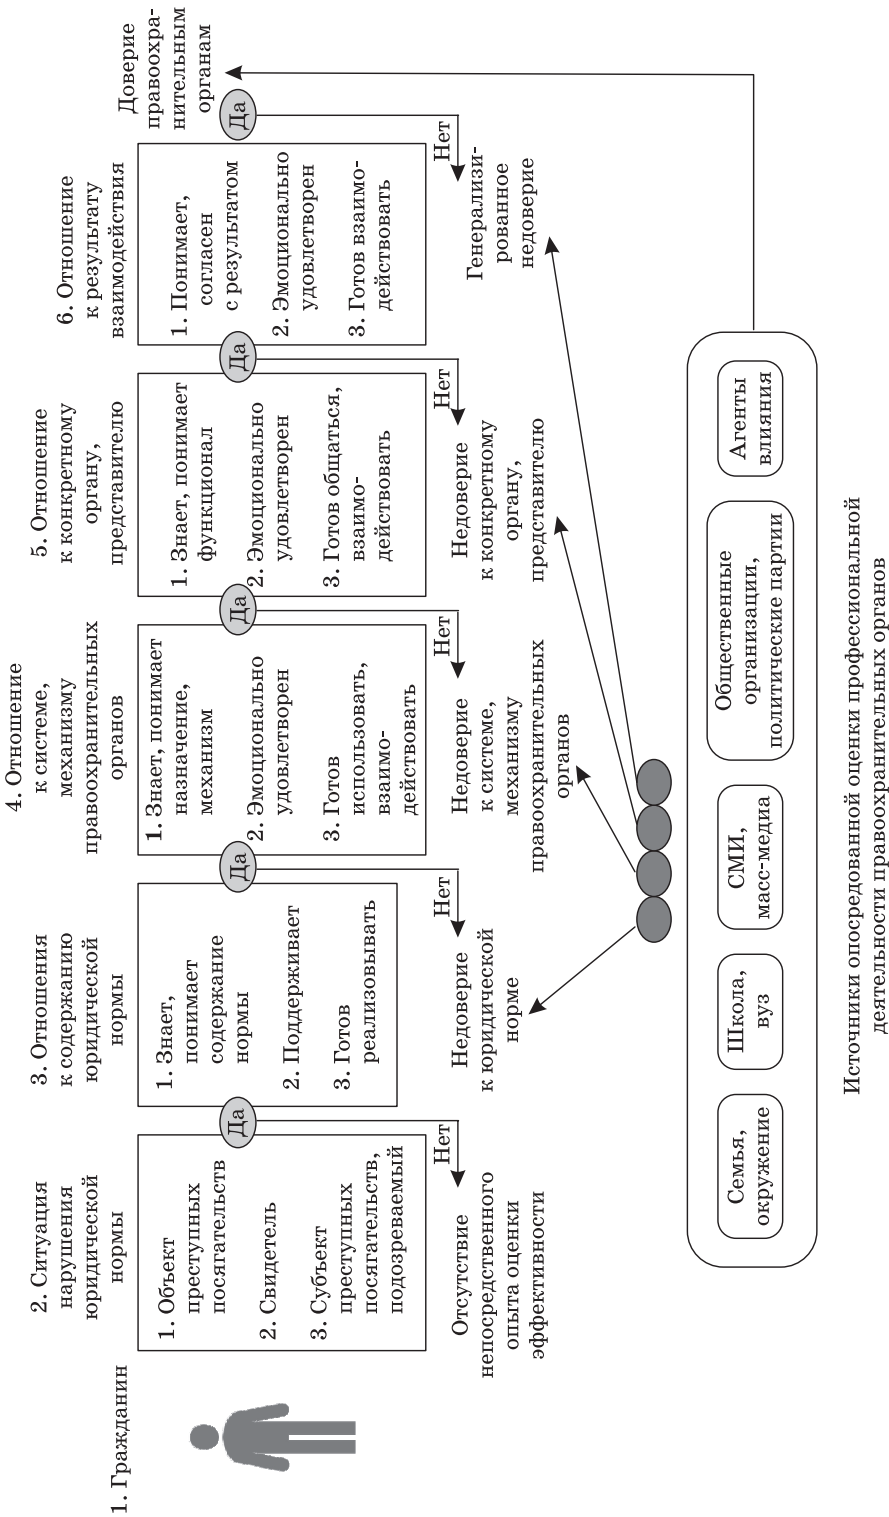 1. Гражданин
2. Ситуация
нарушения
юридической
нормы
1. Объект
преступных
посягательств
2. Свидетель
3. Субъект
преступных
посягательств,
подозреваемый
Да
Нет
Отсутствие
непосредственного
опыта оценки
эффективности
3. Отношения
к содержанию
юридической
нормы
1. Знает,
понимает
содержание
нормы
2. Поддерживает
3. Готов
реализовывать
Да
Нет
Недоверие
к юридической
норме
4. Отношение
к системе,
механизму
правоохранительных
органов
1. Знает, понимает
назначение,
механизм
2. Эмоционально
удовлетворен
3. Готов
использовать,
взаимо-
действовать
Да
Нет
Недоверие
к системе,
механизму
правоохранительных
органов
5. Отношение
к конкретному
органу,
представителю
1. Знает, понимает
функционал
2. Эмоционально
удовлетворен
3. Готов общаться,
взаимо-
действовать
Да
Нет
Недоверие
к конкретному
органу,
представителю
6. Отношение
к результату
взаимодействия
1. Понимает,
согласен
с результатом
2. Эмоционально
удовлетворен
3. Готов взаимо-
действовать
Да
Нет
Генерализи-
рованное
недоверие
Доверие
правоохра-
нительным
органам
Семья,
окружение
Школа,
вуз
СМИ,
масс-медиа
Общественные
организации,
политические партии
Агенты
влияния
Источники опосредованной оценки профессиональной
деятельности правоохранительных органов